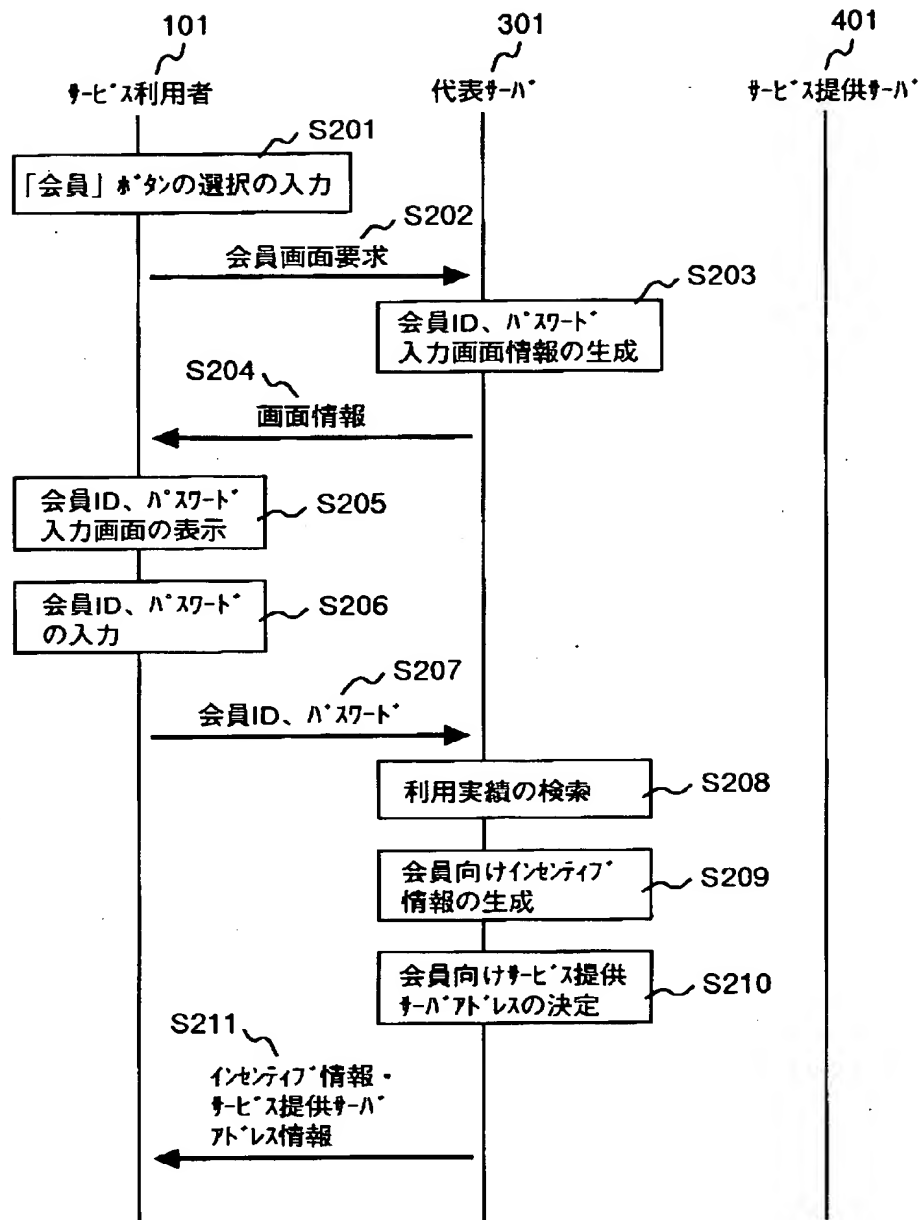 101
301
401
ｻｰﾋﾞｽ利用者
代表ｻｰﾊﾞ
ｻｰﾋﾞｽ提供ｻｰﾊﾞ
S201
「会員」ﾎﾞﾀﾝの選択の入力
S202
会員画面要求
S203
会員ID、ﾊﾟｽﾜｰﾄﾞ
入力画面情報の生成
S204
画面情報
会員ID、ﾊﾟｽﾜｰﾄﾞ
入力画面の表示
S205
会員ID、ﾊﾟｽﾜｰﾄﾞ
の入力
S206
S207
会員ID、ﾊﾟｽﾜｰﾄﾞ
利用実績の検索
S208
会員向けｲﾝｾﾝﾃｨﾌﾞ
情報の生成
S209
会員向けｻｰﾋﾞｽ提供
ｻｰﾊﾞｱﾄﾞﾚｽの決定
S210
S211
ｲﾝｾﾝﾃｨﾌﾞ情報・
ｻｰﾋﾞｽ提供ｻｰﾊﾞ
ｱﾄﾞﾚｽ情報